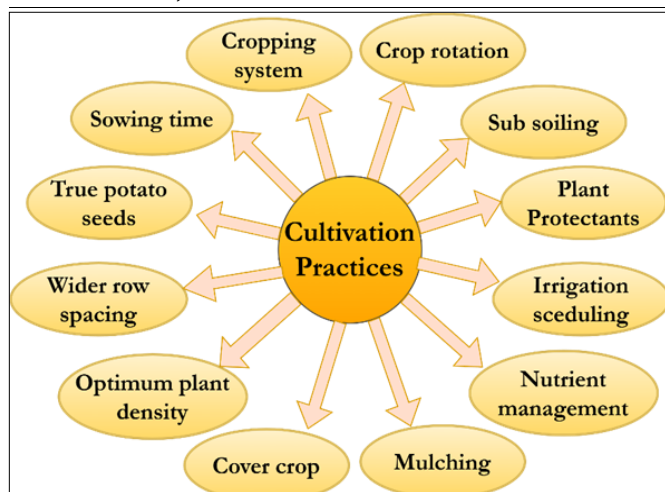 Cropping
system
Crop rotation
Sub soiling
Plant
Protectants
Irrigation
sceduling
Nutrient
management
Mulching
Cover crop
Optimum plant
density
Wider row
spacing
True potato
seeds
Sowing time
Cultivation
Practices